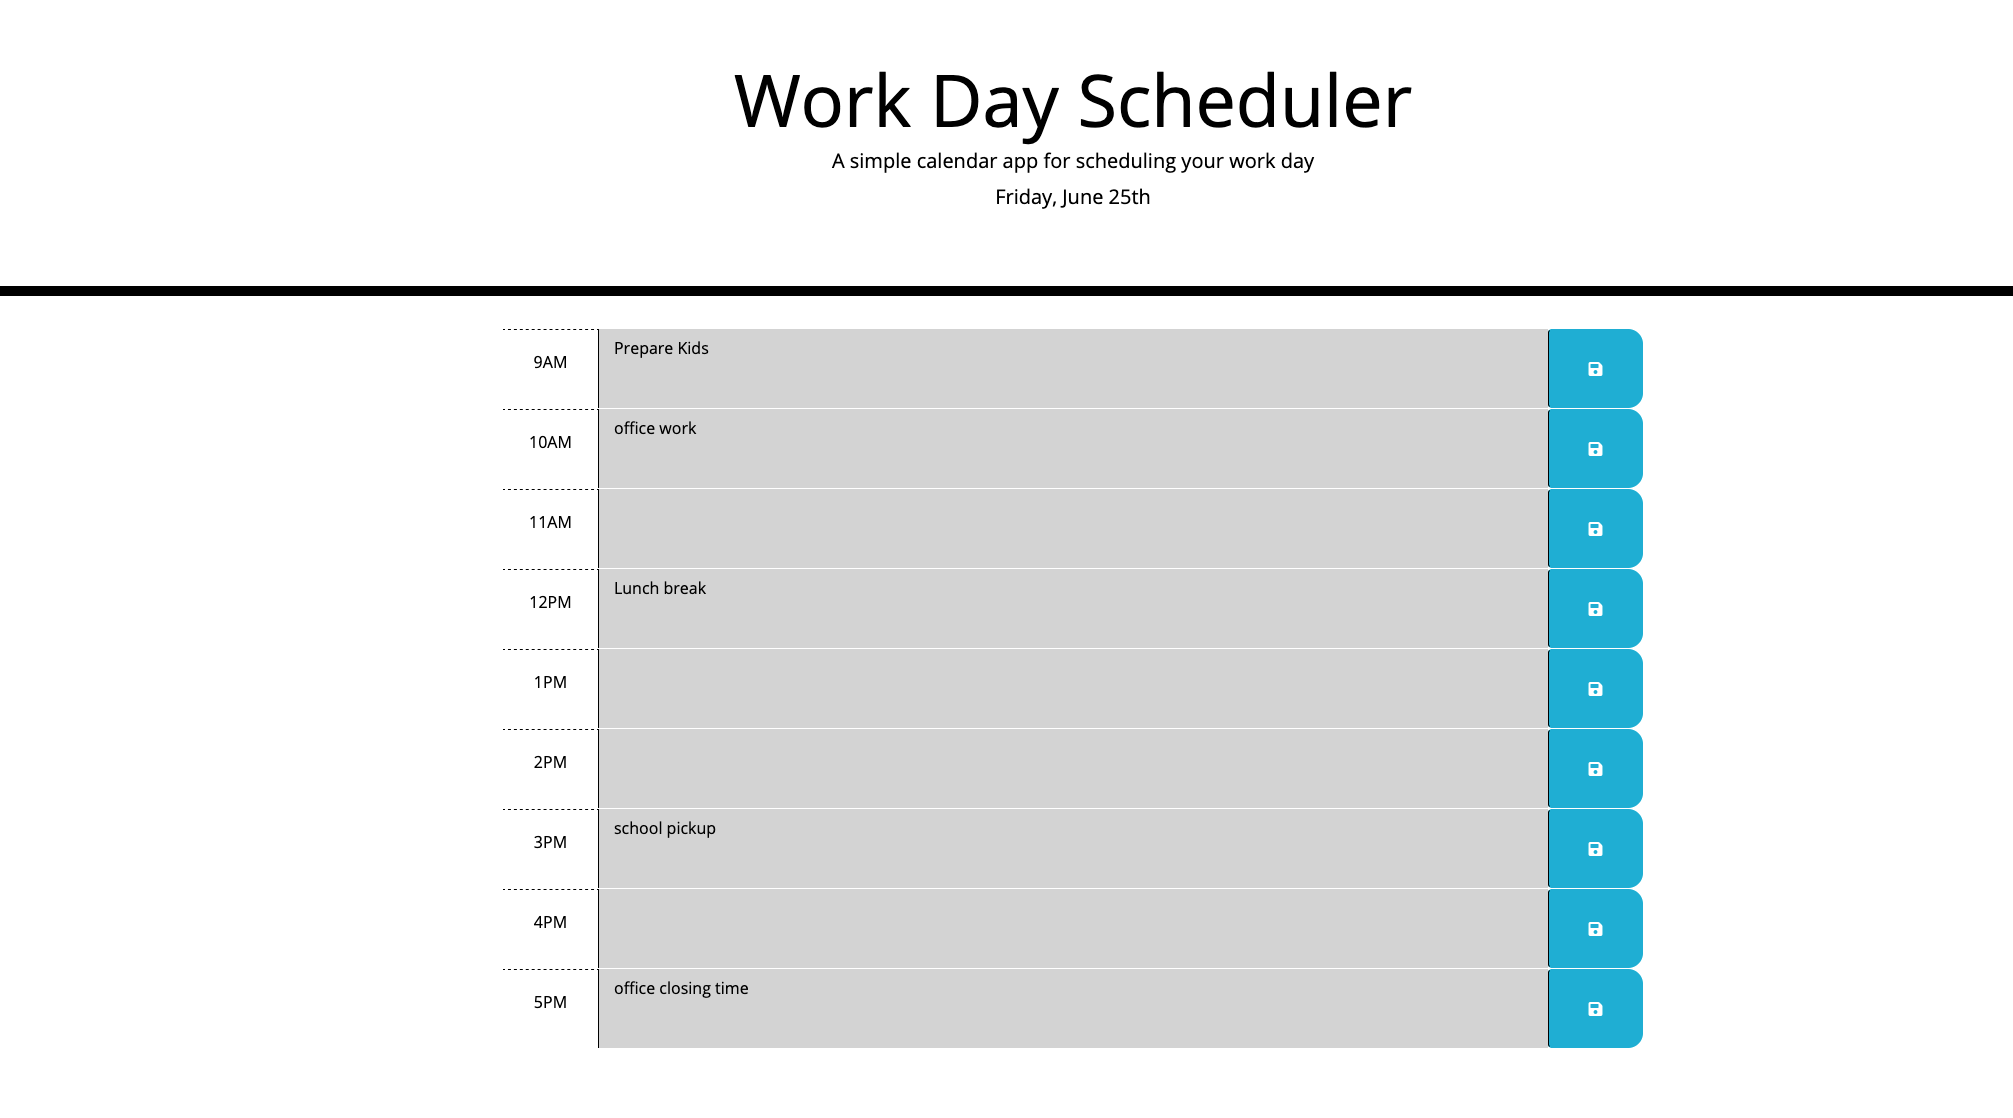 Work Day Scheduler
A simple calendar app for scheduling your work day
Friday, June 25th
9AM
Prepare Kids
10AM
office work
11AM
12PM
Lunch break
1PM
2PM
3PM
school pickup
4PM
5PM
office closing time